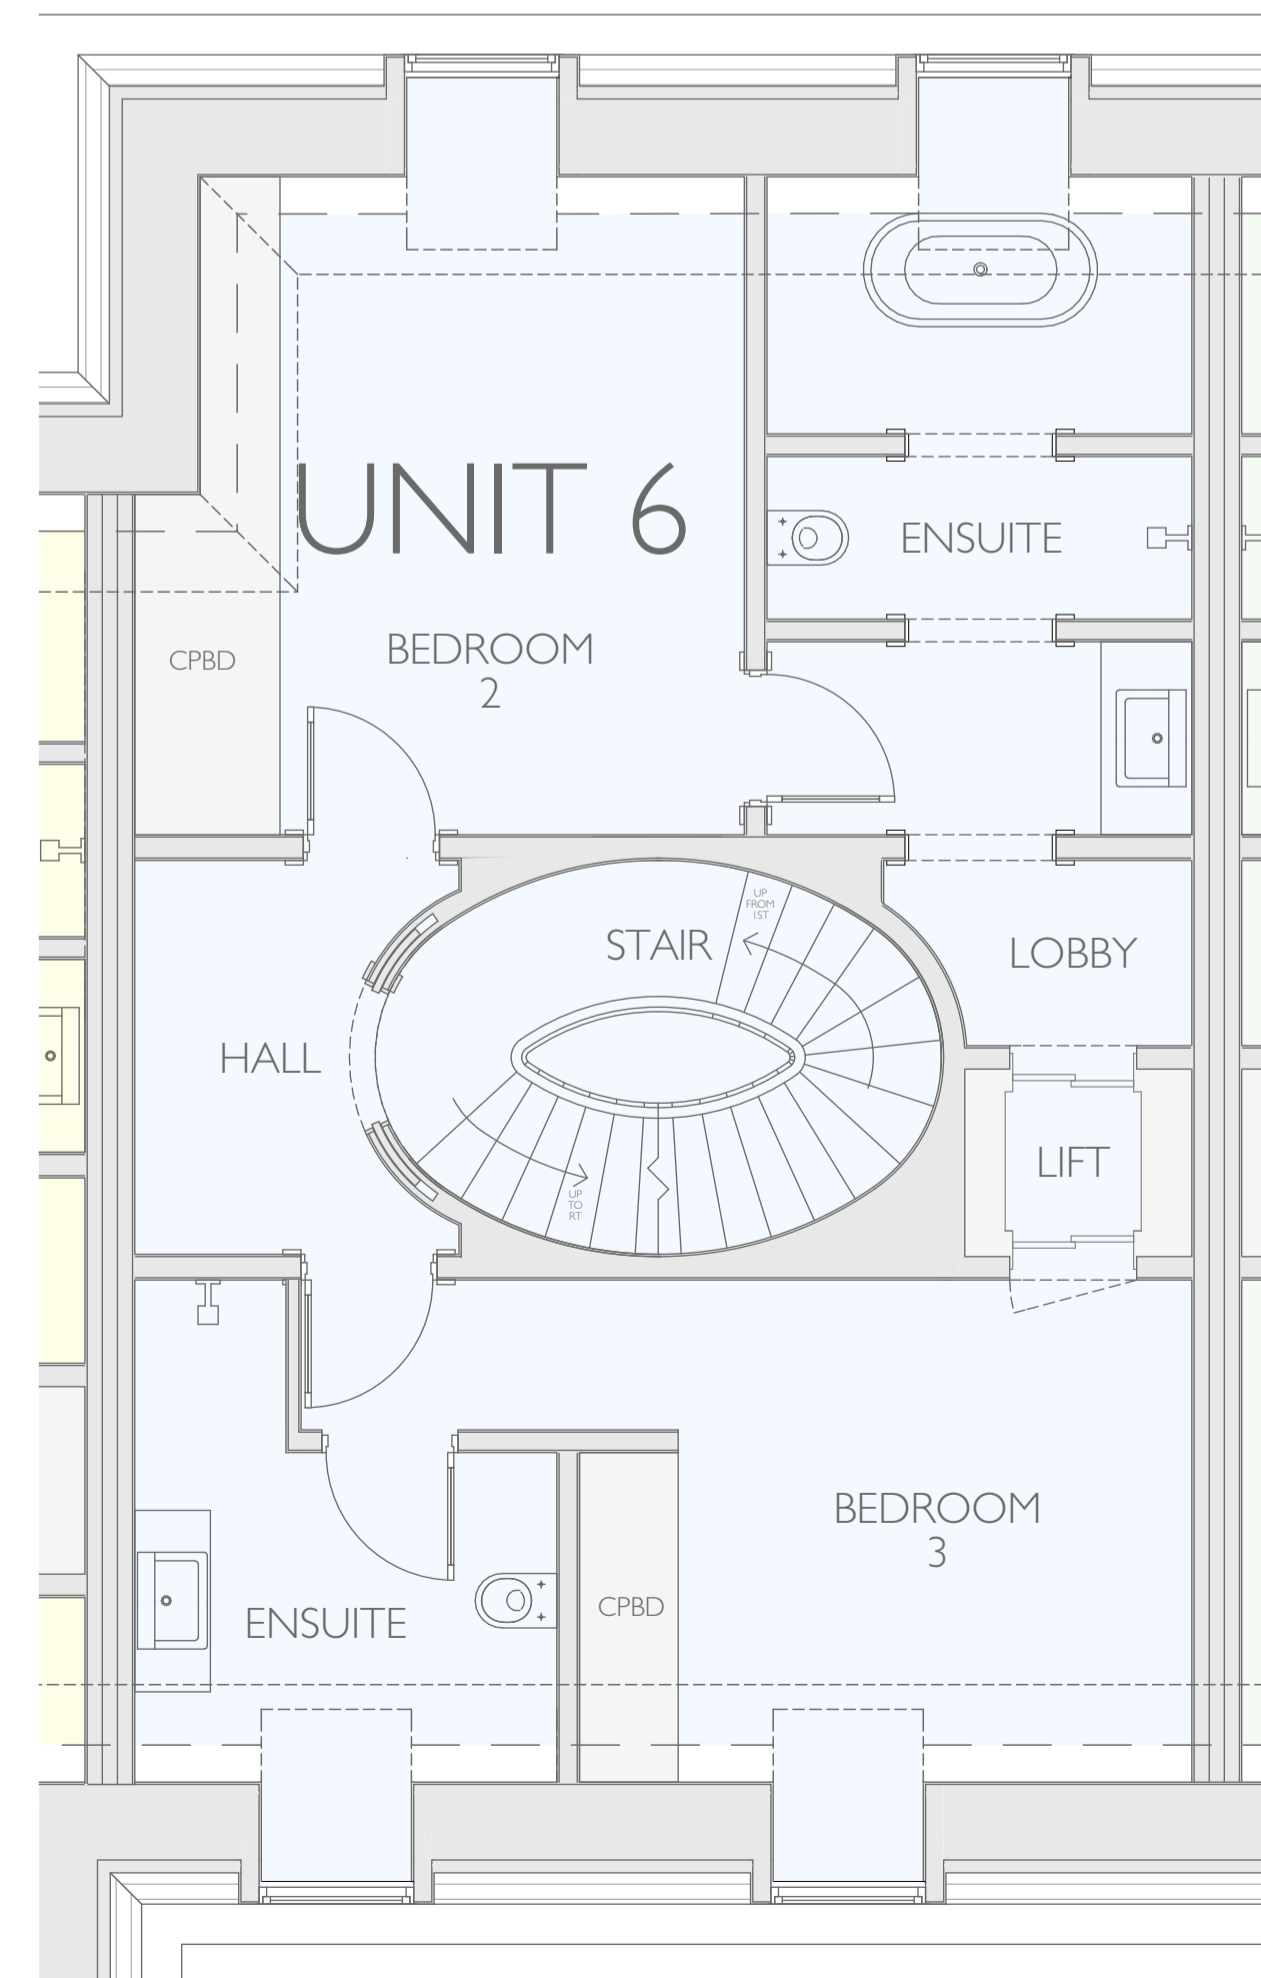 UNIT 6
ENSUITE
BEDROOM
2
CPBD
UP
FROM
1ST
STAIR
LOBBY
HALL
LIFT
UP
TO
RT
BEDROOM
3
CPBD
ENSUITE